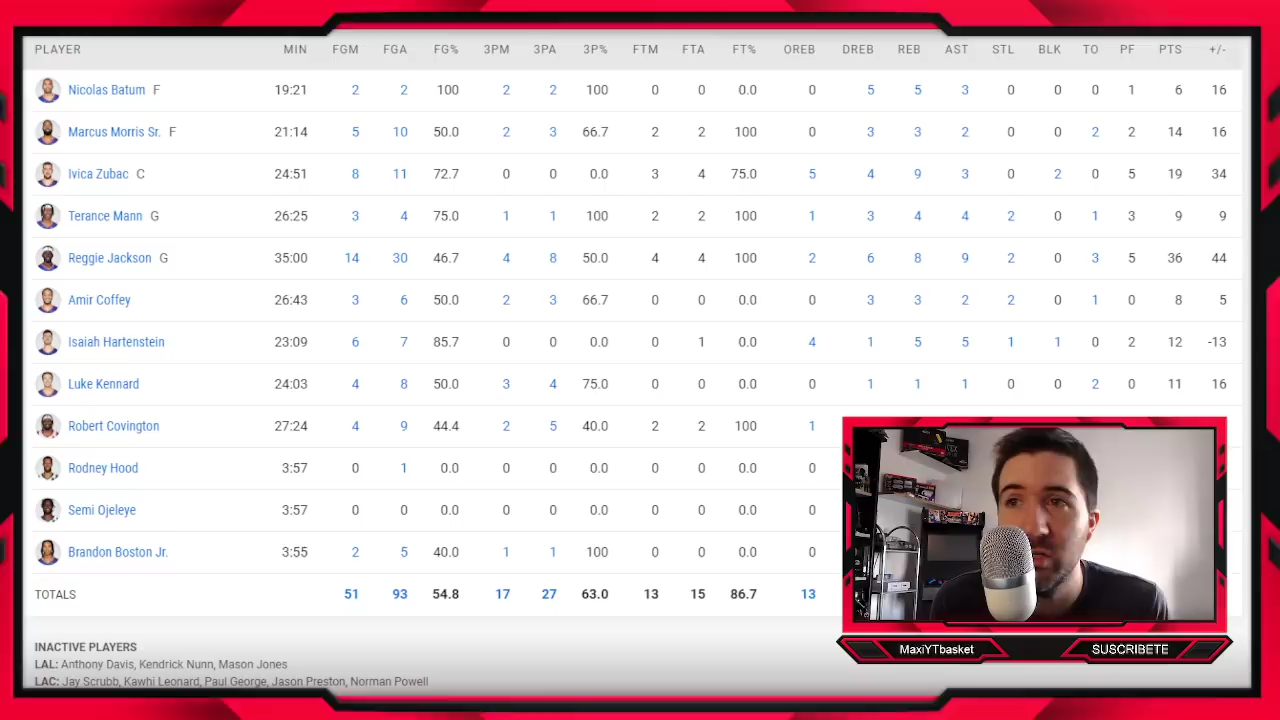 PLAYER MIN FGM FGA FG% 3PM 3PA 3P% FTM FTA FT% OREB DREB REB AST STL BLK TO PF PTS +/-
Nicolas Batum F 19:21 2 2 100 2 2 100 0 0 0.0 0 5 5 3 0 0 0 1 6 16
Marcus Morris Sr. F 21:14 5 10 50.0 2 3 66.7 2 2 100 0 3 3 2 0 0 2 2 14 16
Ivica Zubac C 24:51 8 11 72.7 0 0 0.0 3 4 75.0 5 4 9 3 0 2 0 5 19 34
Terance Mann G 26:25 3 4 75.0 1 1 100 2 2 100 1 3 4 4 2 0 1 3 9 9
Reggie Jackson G 35:00 14 30 46.7 4 8 50.0 4 4 100 2 6 8 9 2 0 3 5 36 44
Amir Coffey 26:43 3 6 50.0 2 3 66.7 0 0 0.0 0 3 3 2 2 0 1 0 8 5
Isaiah Hartenstein 23:09 6 7 85.7 0 0 0.0 0 1 0.0 4 1 5 5 1 1 0 2 12 -13
Luke Kennard 24:03 4 8 50.0 3 4 75.0 0 0 0.0 0 1 1 1 0 0 2 0 11 16
Robert Covington 27:24 4 9 44.4 2 5 40.0 2 2 100 1
Rodney Hood 3:57 0 1 0.0 0 0 0.0 0 0 0.0 0
Semi Ojeleye 3:57 0 0 0.0 0 0 0.0 0 0 0.0 0
Brandon Boston Jr. 3:55 2 5 40.0 1 1 100 0 0 0.0 0
TOTALS 51 93 54.8 17 27 63.0 13 15 86.7 13
INACTIVE PLAYERS
LAL: Anthony Davis, Kendrick Nunn, Mason Jones
LAC: Jay Scrubb, Kawhi Leonard, Paul George, Jason Preston, Norman Powell
MaxiYTbasket
SUSCRIBETE